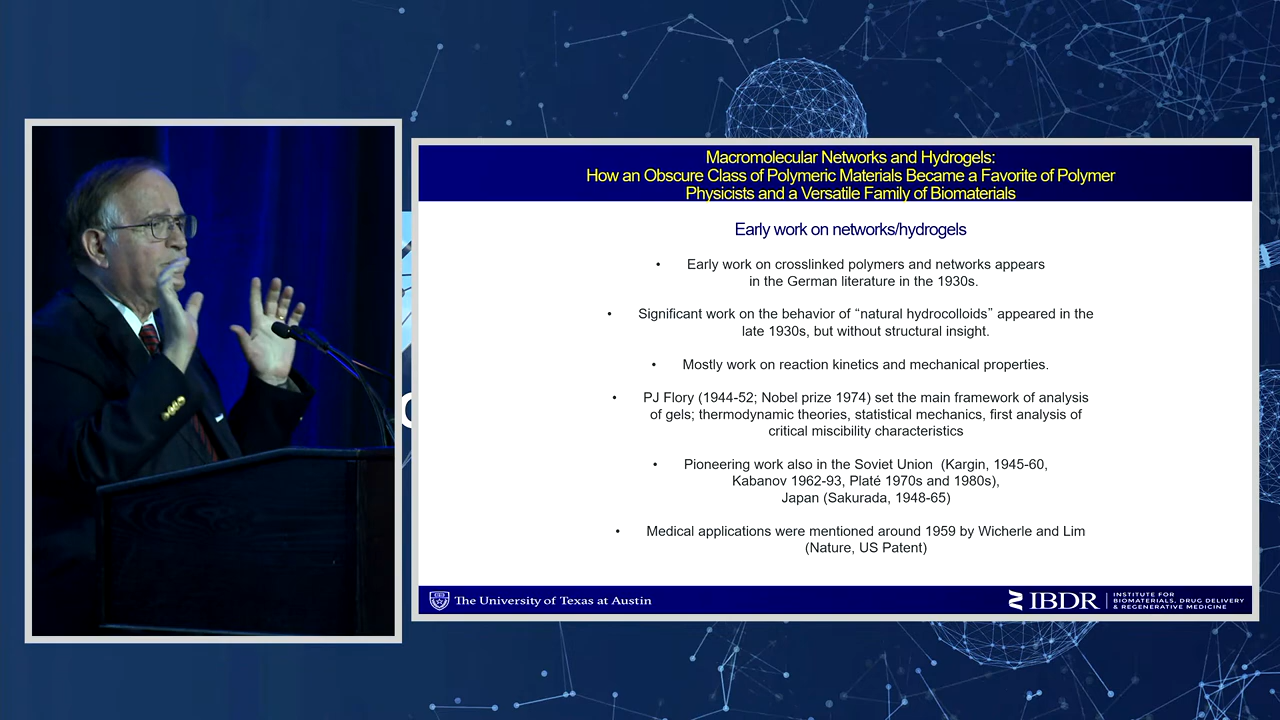 Macromolecular Networks and Hydrogels:
How an Obscure Class of Polymeric Materials Became a Favorite of Polymer
Physicists and a Versatile Family of Biomaterials
Early work on networks/hydrogels
• Early work on crosslinked polymers and networks appears
in the German literature in the 1930s.
• Significant work on the behavior of “natural hydrocolloids” appeared in the
late 1930s, but without structural insight.
• Mostly work on reaction kinetics and mechanical properties.
• PJ Flory (1944-52; Nobel prize 1974) set the main framework of analysis
of gels; thermodynamic theories, statistical mechanics, first analysis of
critical miscibility characteristics
• Pioneering work also in the Soviet Union (Kargin, 1945-60,
Kabanov 1962-93, Platé 1970s and 1980s),
Japan (Sakurada, 1948-65)
• Medical applications were mentioned around 1959 by Wicherle and Lim
(Nature, US Patent)
The University of Texas at Austin
IBDR
INSTITUTE FOR
BIOMATERIALS, DRUG DELIVERY
& REGENERATIVE MEDICINE